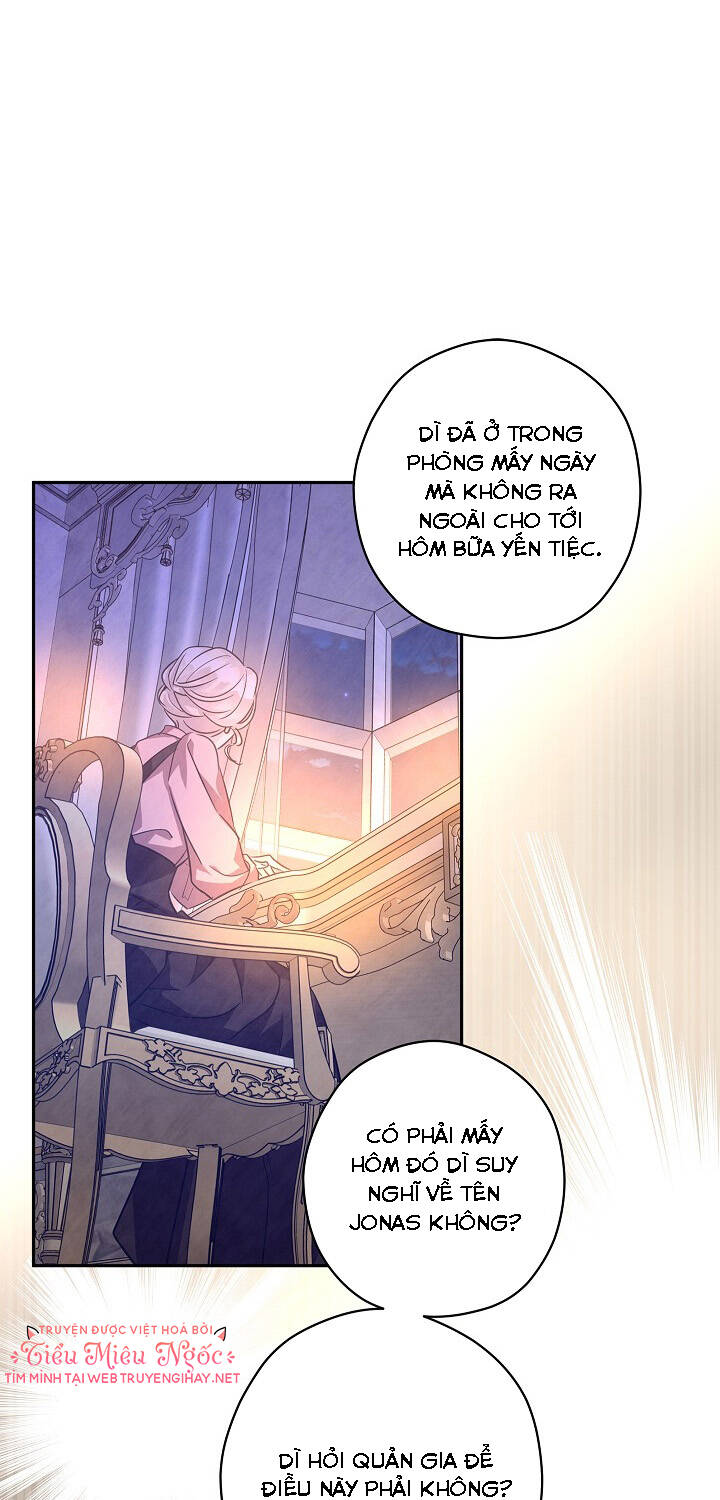 DÌ ĐÃ Ở TRONG
PHÒNG MẤY NGÀY
MÀ KHÔNG RA
NGOÀI CHO TỚI
HÔM BỮA YẾN TIỆC.
CÓ PHẢI MẤY
HÔM ĐÓ DÌ SUY
NGHĨ VỀ TÊN
JONAS KHÔNG?
TRUYỆN ĐƯỢC VIỆT HOÁ BỞI
Tiểu Miêu Ngốc
TÌM MÌNH TẠI WEB TRUYENGIHAY.NET
DÌ HỎI QUẢN GIA ĐỂ
ĐIỀU NÀY PHẢI KHÔNG?